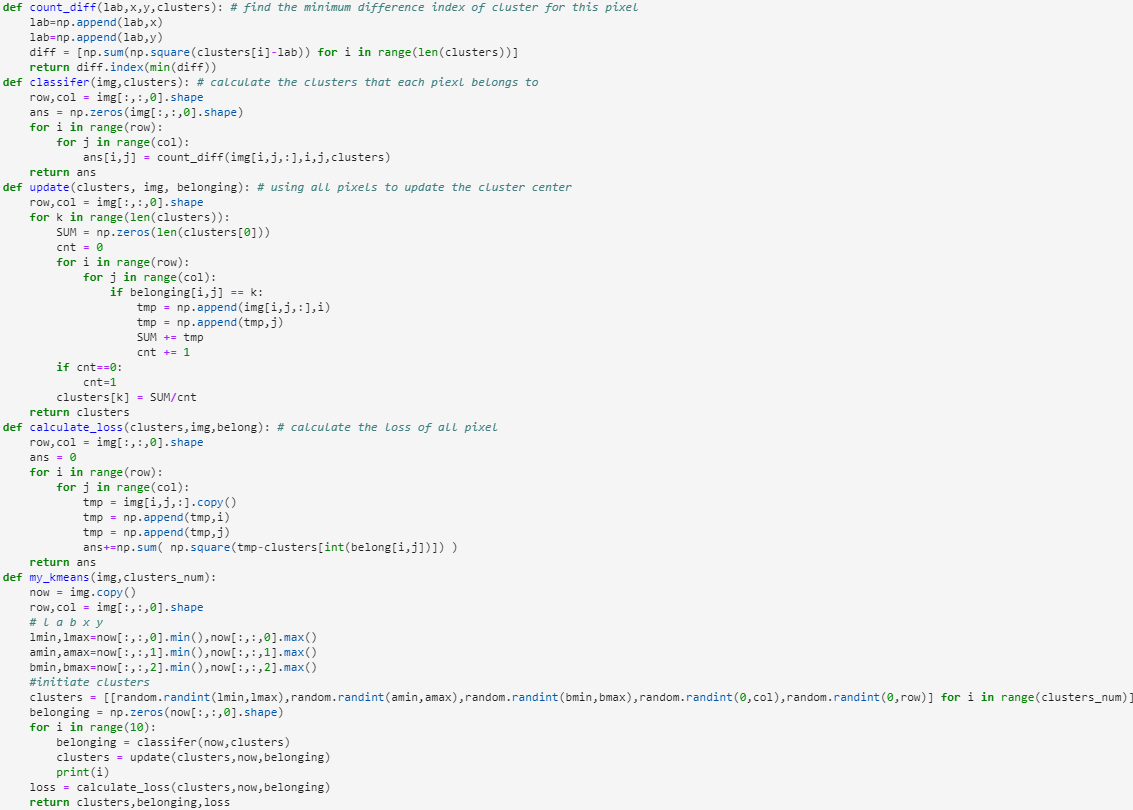 def count_diff(lab,x,y,clusters): # find the minimum difference index of cluster for this pixel
    lab=np.append(lab,x)
    lab=np.append(lab,y)
    diff = [np.sum(np.square(clusters[i]-lab)) for i in range(len(clusters))]
    return diff.index(min(diff))
def classifer(img,clusters): # calculate the clusters that each piexl belongs to
    row,col = img[:,:,0].shape
    ans = np.zeros(img[:,:,0].shape)
    for i in range(row):
        for j in range(col):
            ans[i,j] = count_diff(img[i,j,:],i,j,clusters)
    return ans
def update(clusters, img, belonging): # using all pixels to update the cluster center
    row,col = img[:,:,0].shape
    for k in range(len(clusters)):
        SUM = np.zeros(len(clusters[0]))
        cnt = 0
        for i in range(row):
            for j in range(col):
                if belonging[i,j] == k:
                    tmp = np.append(img[i,j,:],i)
                    tmp = np.append(tmp,j)
                    SUM += tmp
                    cnt += 1
        if cnt==0:
            cnt=1
        clusters[k] = SUM/cnt
    return clusters
def calculate_loss(clusters,img,belong): # calculate the loss of all pixel
    row,col = img[:,:,0].shape
    ans = 0
    for i in range(row):
        for j in range(col):
            tmp = img[i,j,:].copy()
            tmp = np.append(tmp,i)
            tmp = np.append(tmp,j)
            ans+=np.sum( np.square(tmp-clusters[int(belong[i,j])]) )
    return ans
def my_kmeans(img,clusters_num):
    now = img.copy()
    row,col = img[:,:,0].shape
    # l a b x y
    lmin,lmax=now[:,:,0].min(),now[:,:,0].max()
    amin,amax=now[:,:,1].min(),now[:,:,1].max()
    bmin,bmax=now[:,:,2].min(),now[:,:,2].max()
    #initiate clusters
    clusters = [[random.randint(lmin,lmax),random.randint(amin,amax),random.randint(bmin,bmax),random.randint(0,col),random.randint(0,row)] for i in range(clusters_num)]
    belonging = np.zeros(now[:,:,0].shape)
    for i in range(10):
        belonging = classifer(now,clusters)
        clusters = update(clusters,now,belonging)
        print(i)
    loss = calculate_loss(clusters,now,belonging)
    return clusters,belonging,loss